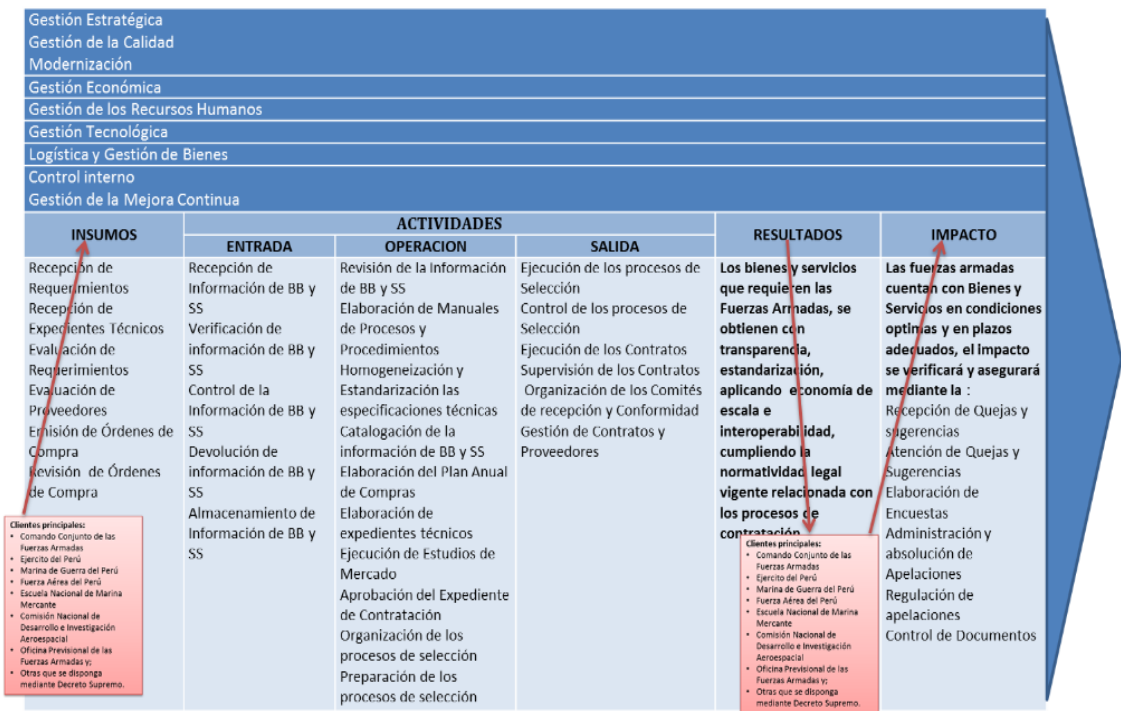 Gestión Estratégica
Gestión de la Calidad
Modernización
Gestión Económica
Gestión de los Recursos Humanos
Gestión Tecnológica
Logística y Gestión de Bienes
Control interno
Gestión de la Mejora Continua
INSUMOS
ACTIVIDADES
ENTRADA
OPERACION
SALIDA
RESULTADOS
IMPACTO
Recepción de
Requerimientos
Recepción de
Expedientes Técnicos
Evaluación de
Requerimientos
Evaluación de
Proveedores
Emisión de Órdenes de
Compra
Revisión de Órdenes
de Compra
Clientes principales:
• Comando Conjunto de las
Fuerzas Armadas
• Ejercito del Perú
• Marina de Guerra del Perú
• Fuerza Aérea del Perú
• Escuela Nacional de Marina
Mercante
• Comisión Nacional de
Desarrollo e Investigación
Aeroespacial
• Oficina Previsional de las
Fuerzas Armadas y;
• Otras que se disponga
mediante Decreto Supremo.
Recepción de
Información de BB y
SS
Verificación de
información de BB y
SS
Control de la
Información de BB y
SS
Devolución de
información de BB y
SS
Almacenamiento de
Información de BB y
SS
Revisión de la Información
de BB y SS
Elaboración de Manuales
de Procesos y
Procedimientos
Homogeneización y
Estandarización las
especificaciones técnicas
Catalogación de la
información de BB y SS
Elaboración del Plan Anual
de Compras
Elaboración de
expedientes técnicos
Ejecución de Estudios de
Mercado
Aprobación del Expediente
de Contratación
Organización de los
procesos de selección
Preparación de los
procesos de selección
Ejecución de los procesos de
Selección
Control de los procesos de
Selección
Ejecución de los Contratos
Supervisión de los Contratos
Organización de los Comités
de recepción y Conformidad
Gestión de Contratos y
Proveedores
Los bienes y servicios
que requieren las
Fuerzas Armadas, se
obtienen con
transparencia,
estandarización,
aplicando economía de
escala e
interoperabilidad,
cumpliendo la
normatividad legal
vigente relacionada con
los procesos de
contratación
Clientes principales:
• Comando Conjunto de las
Fuerzas Armadas
• Ejercito del Perú
• Marina de Guerra del Perú
• Fuerza Aérea del Perú
• Escuela Nacional de Marina
Mercante
• Comisión Nacional de
Desarrollo e Investigación
Aeroespacial
• Oficina Previsional de las
Fuerzas Armadas y;
• Otras que se disponga
mediante Decreto Supremo.
Las fuerzas armadas
cuentan con Bienes y
Servicios en condiciones
optimas y en plazos
adecuados, el impacto
se verificará y asegurará
mediante la :
Recepción de Quejas y
sugerencias
Atención de Quejas y
Sugerencias
Elaboración de
Encuestas
Administración y
absolución de
Apelaciones
Regulación de
apelaciones
Control de Documentos